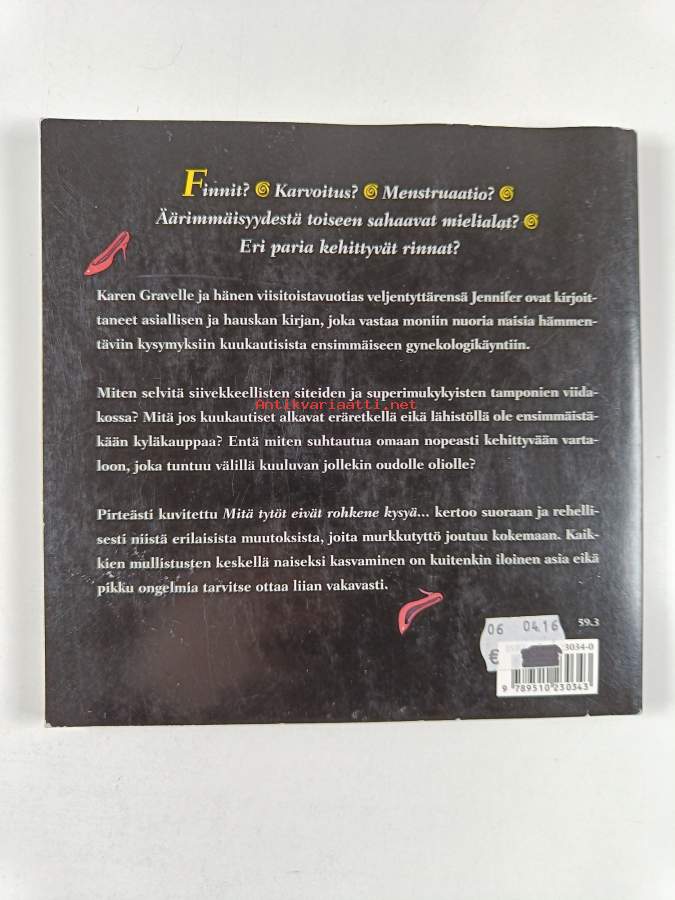 Finnit? Karvoitus? Menstruaatio?
Äärimmäisyydestä toiseen sahaavat mielialat?
Eri paria kehittyvät rinnat?
Karen Gravelle ja hänen viisitoistavuotias veljentyttärensä Jennifer ovat kirjoit-
taneet asiallisen ja hauskan kirjan, joka vastaa moniin nuoria naisia hämmen-
täviin kysymyksiin kuukautisista ensimmäiseen gynekologikäyntiin.
Miten selvitä siivekkeellisten siteiden ja superimukykyisten tamponien viida-
kossa? Mitä jos kuukautiset alkavat eräretkellä eikä lähistöllä ole ensimmäistä-
Antikvariaatti.net
kään kyläkauppaa? Entä miten suhtautua omaan nopeasti kehittyvään varta-
loon, joka tuntuu välillä kuuluvan jollekin oudolle oliolle?
Pirteästi kuvitettu Mitä tytöt eivät rohkene kysyä... kertoo suoraan ja rehelli-
sesti niistä erilaisista muutoksista, joita murkkutyttö joutuu kokemaan. Kaik-
kien mullistusten keskellä naiseksi kasvaminen on kuitenkin iloinen asia eikä
pikku ongelmia tarvitse ottaa liian vakavasti.
59.3
06 04.16
€
3034-0
9 789510 230343